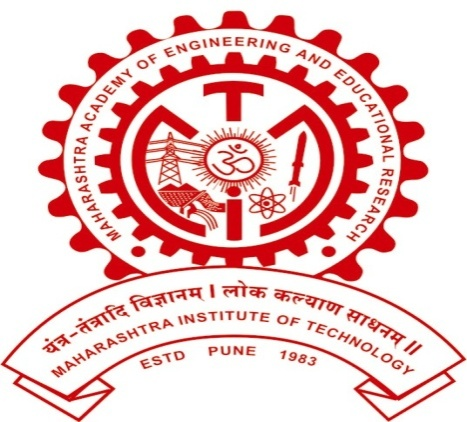 MAHARASHTRA ACADEMY OF ENGINEERING AND EDUCATIONAL RESEARCH
MIT
ॐ
यंत्र-तंत्रादि विज्ञानम् । लोक कल्याण साधनम् ॥
MAHARASHTRA INSTITUTE OF TECHNOLOGY
ESTD PUNE 1983